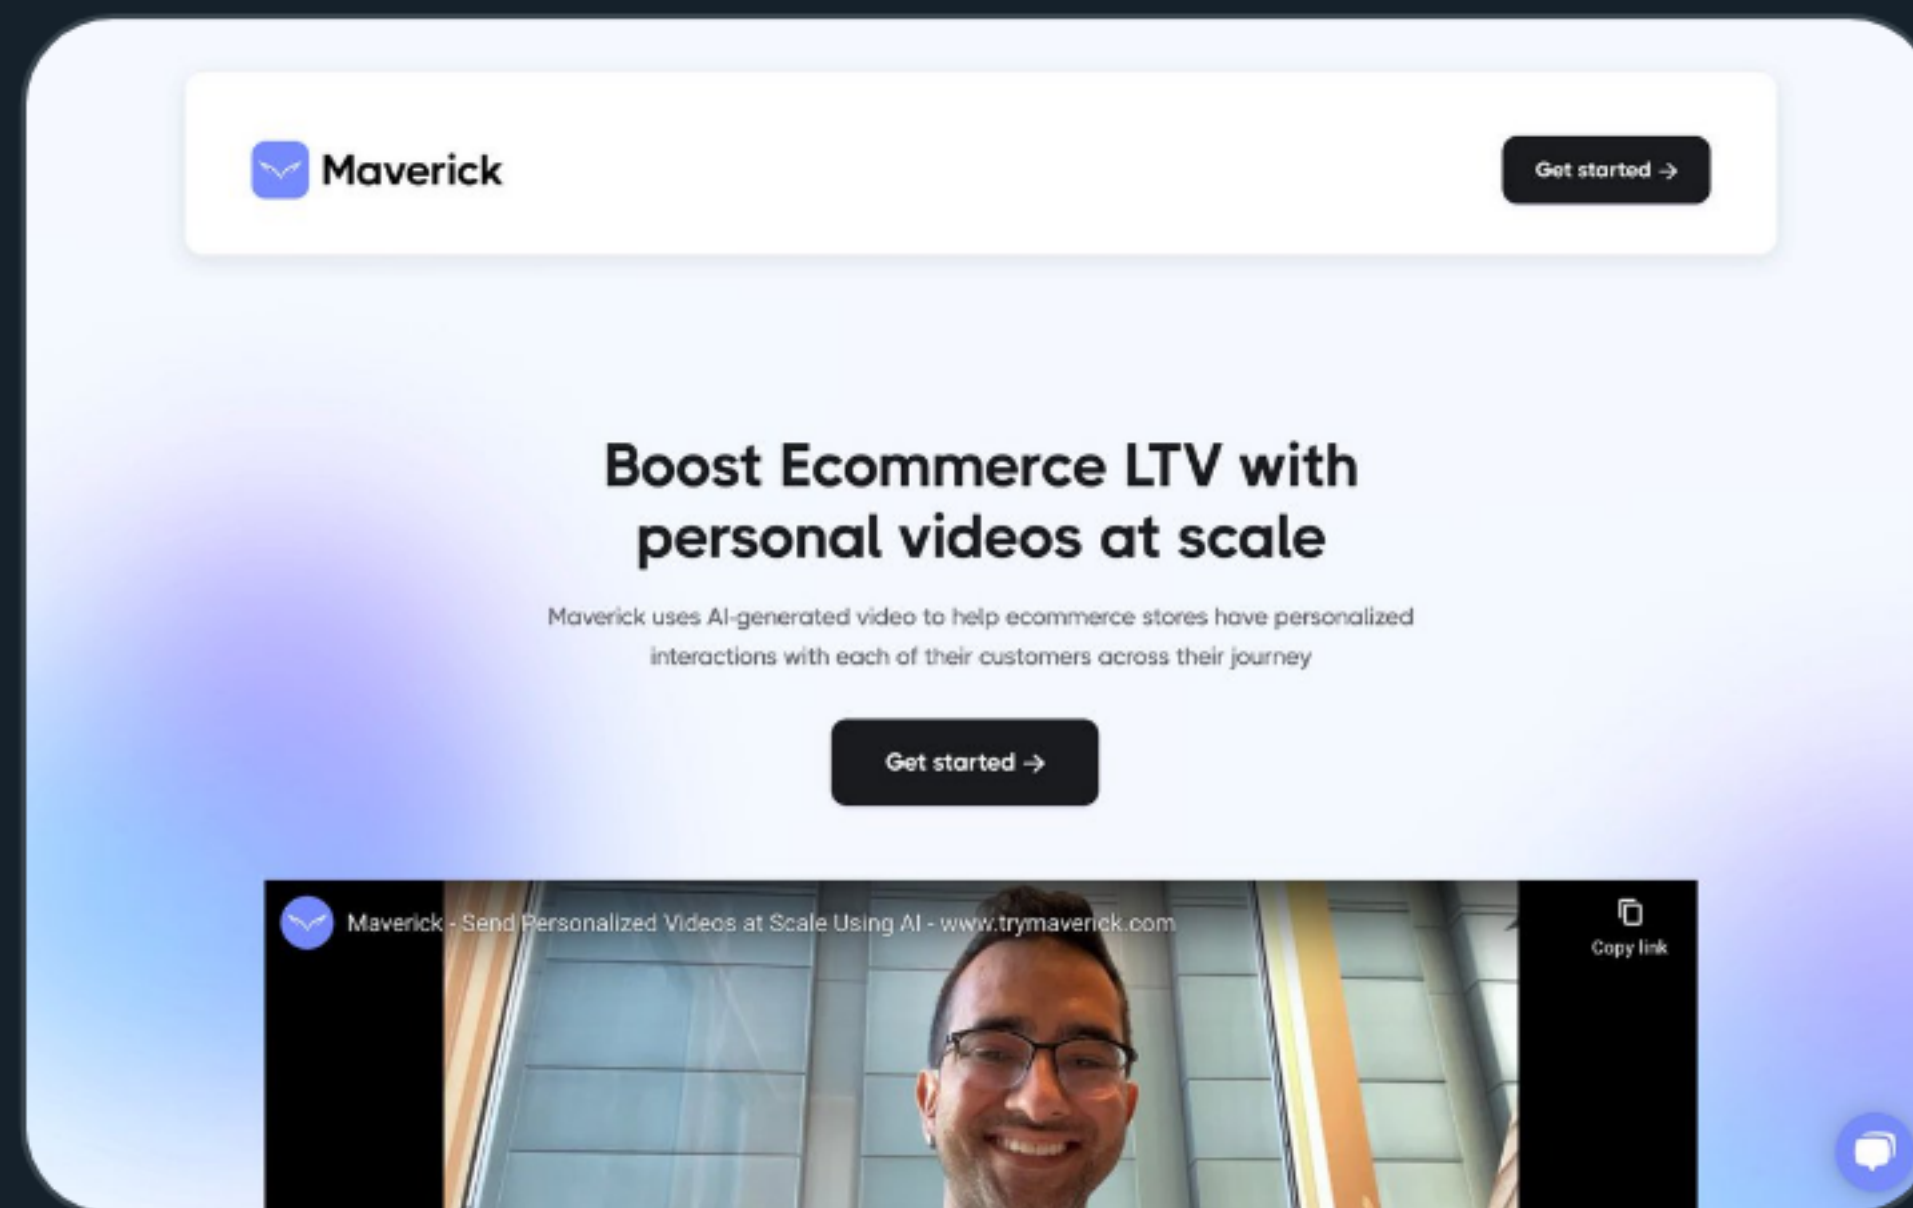 Maverick
Get started →
Boost Ecommerce LTV with
personal videos at scale
Maverick uses AI-generated video to help ecommerce stores have personalized
interactions with each of their customers across their journey
Get started →
Maverick - Send Personalized Videos at Scale Using AI - www.trymaverick.com
Copy link